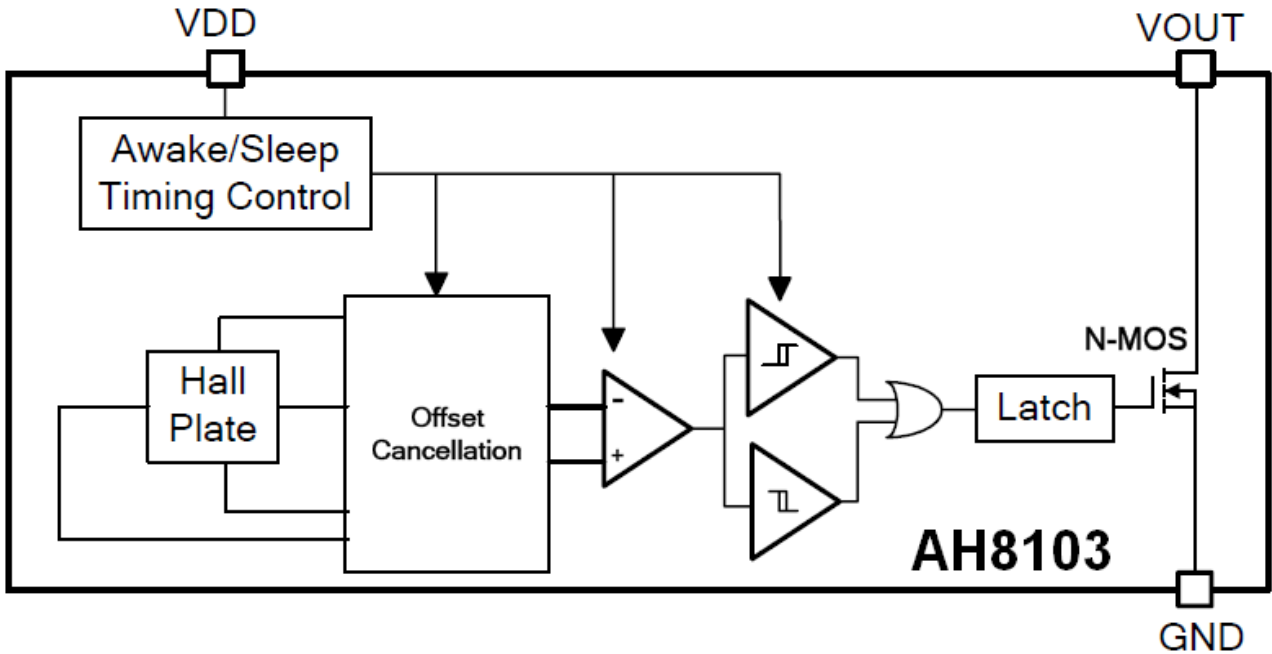 VDD
VOUT
Awake/Sleep
Timing Control
N-MOS
Hall
Plate
Offset
Cancellation
-
+
Latch
AH8103
GND